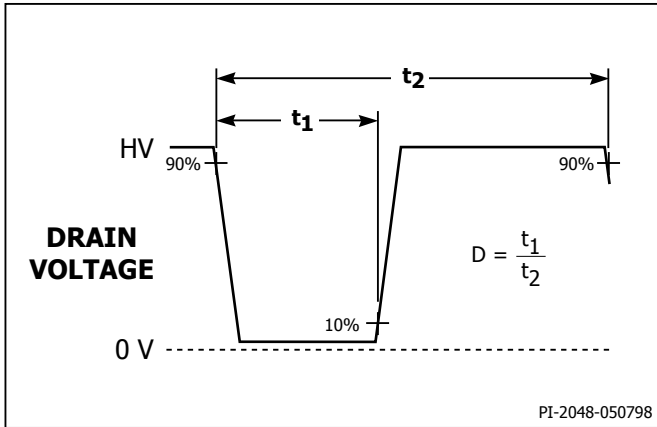 t2
t1
HV
90%
90%
DRAIN
VOLTAGE
D = t1
t2
10%
0 V
PI-2048-050798